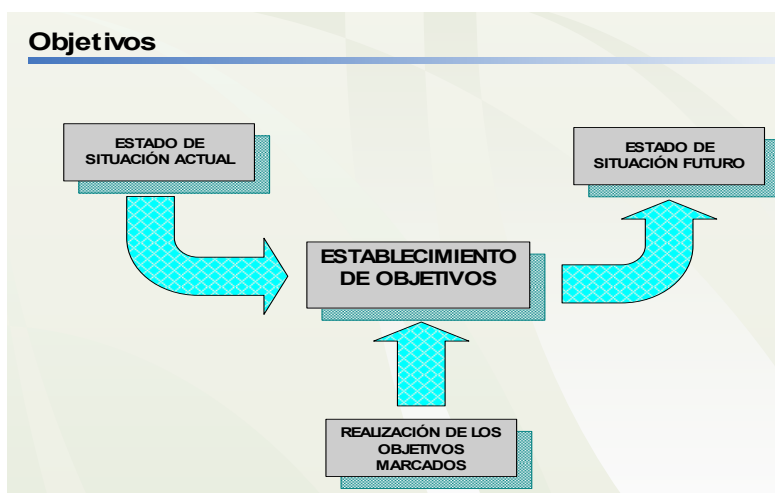 Objetivos
ESTADO DE
SITUACIÓN ACTUAL
ESTADO DE
SITUACIÓN FUTURO
ESTABLECIMIENTO
DE OBJETIVOS
REALIZACIÓN DE LOS
OBJETIVOS
MARCADOS